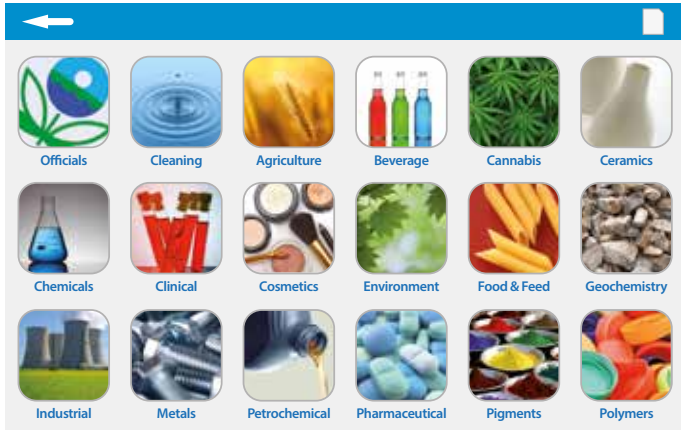 Officials
Cleaning
Agriculture
Beverage
Cannabis
Ceramics
Chemicals
Clinical
Cosmetics
Environment
Food & Feed
Geochemistry
Industrial
Metals
Petrochemical
Pharmaceutical
Pigments
Polymers